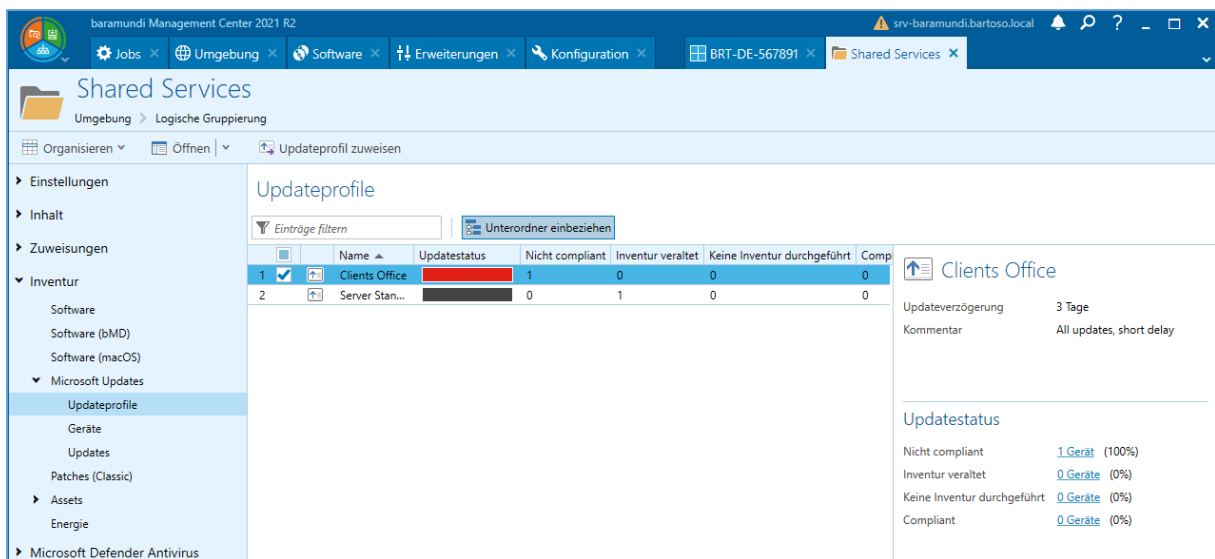 baramundi Management Center 2021 R2
srv-baramundi.bartoso.local
Jobs
Umgebung
Software
Erweiterungen
Konfiguration
BRT-DE-567891
Shared Services
Shared Services
Umgebung > Logische Gruppierung
Organisieren
Öffnen
Updateprofil zuweisen
Einstellungen
Inhalt
Zuweisungen
Inventur
Software
Software (bMD)
Software (macOS)
Microsoft Updates
Updateprofile
Geräte
Updates
Patches (Classic)
Assets
Energie
Microsoft Defender Antivirus
Updateprofile
Einträge filtern
Unterordner einbeziehen
Name Updatestatus Nicht compliant Inventur veraltet Keine Inventur durchgeführt Comp
1 Clients Office 1 0 0 0
2 Server Stan... 0 1 0 0
Clients Office
Updateverzögerung 3 Tage
Kommentar All updates, short delay
Updatestatus
Nicht compliant 1 Gerät (100%)
Inventur veraltet 0 Geräte (0%)
Keine Inventur durchgeführt 0 Geräte (0%)
Compliant 0 Geräte (0%)